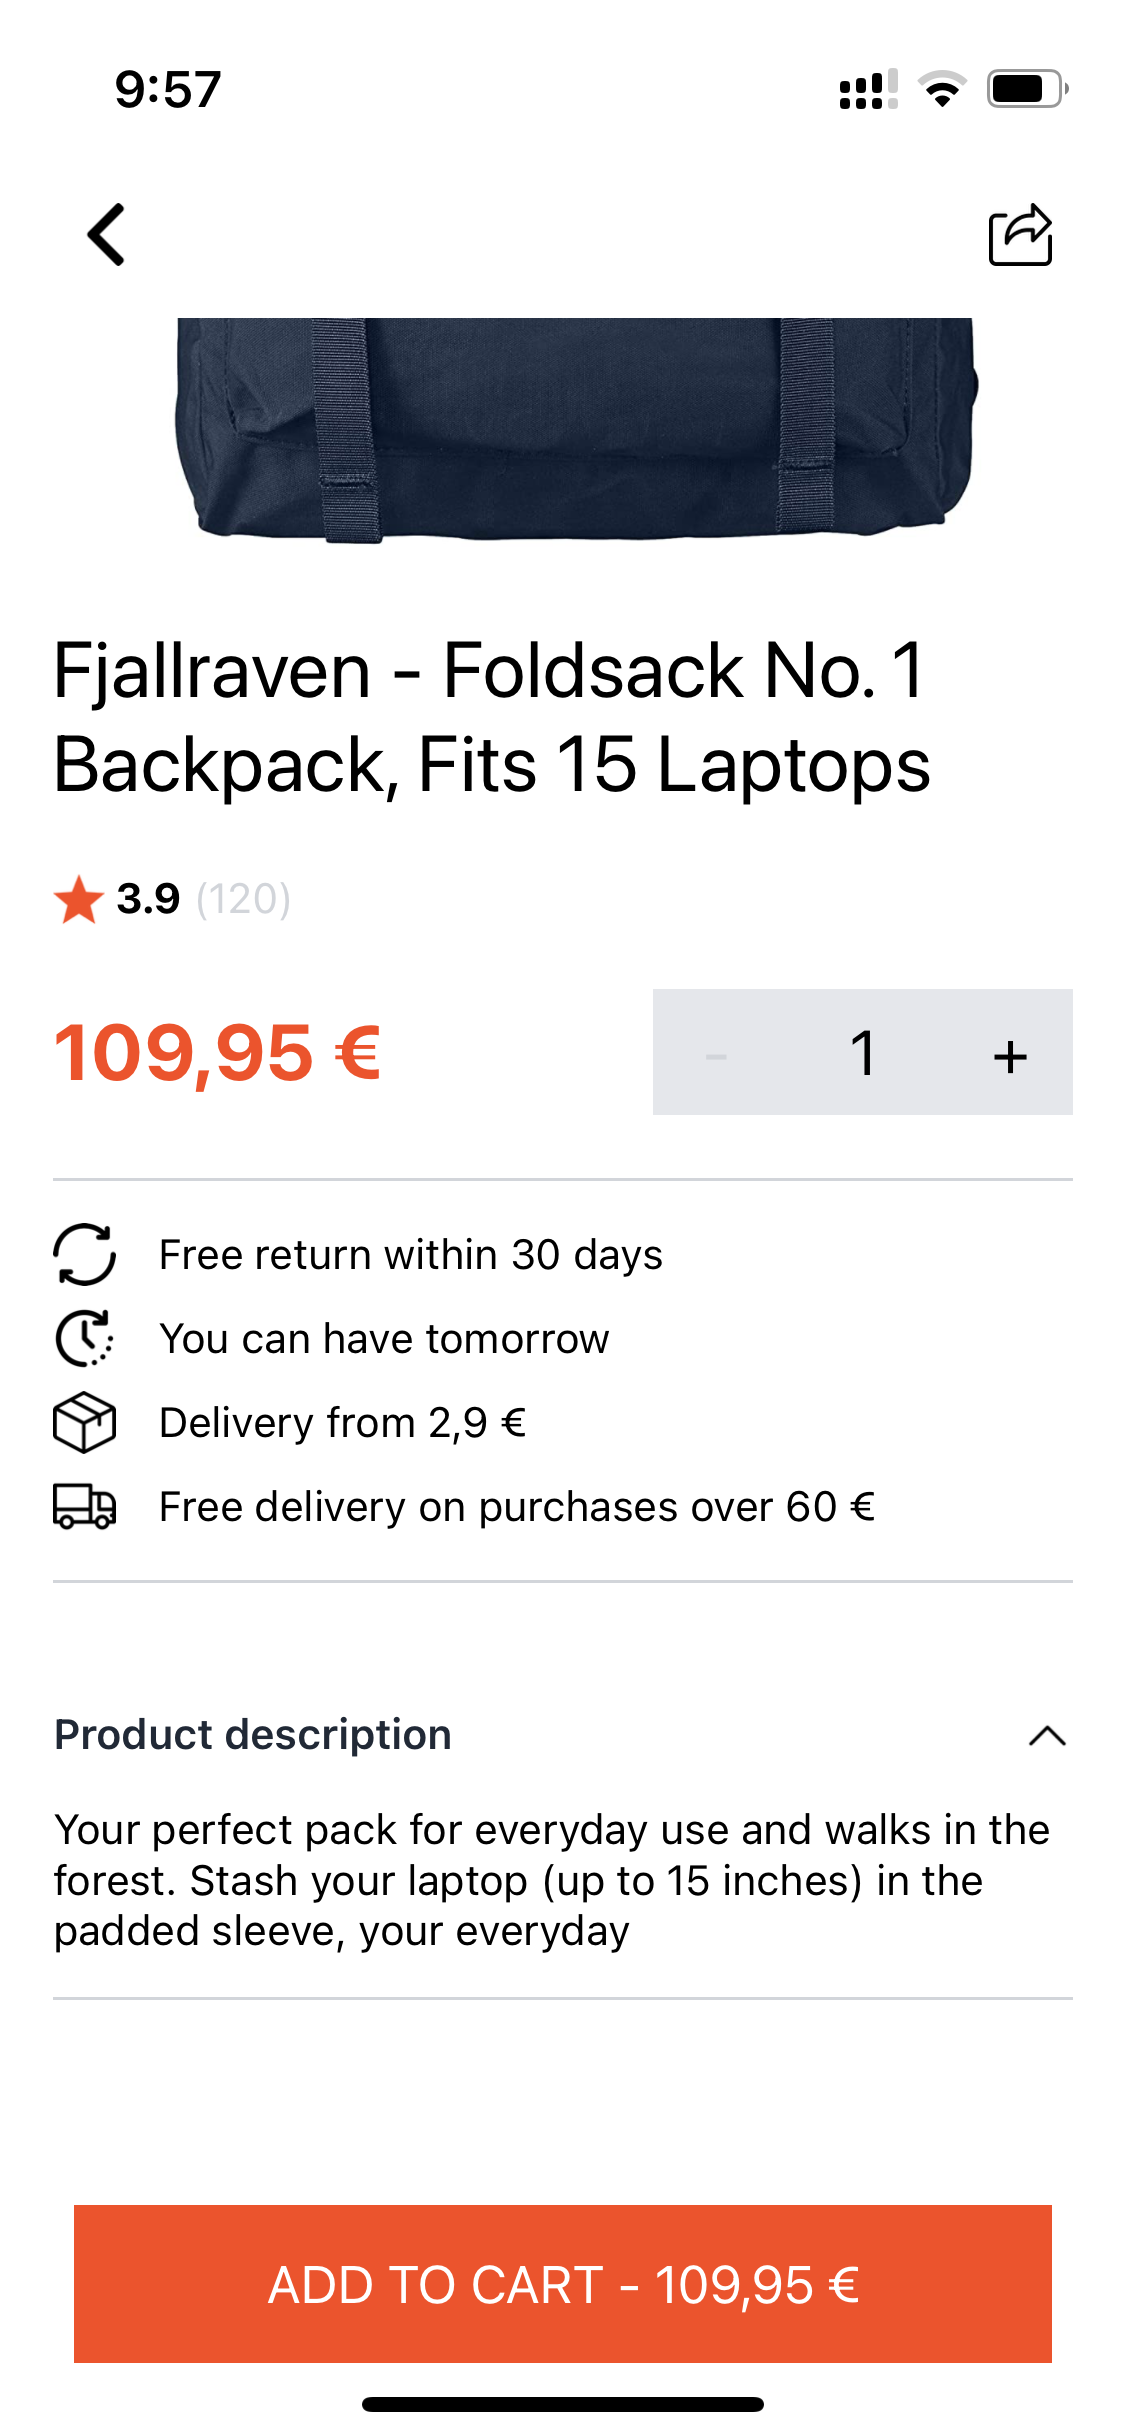 9:57
Fjallraven - Foldsack No. 1
Backpack, Fits 15 Laptops
3.9 (120)
109,95 €
- 1 +
Free return within 30 days
You can have tomorrow
Delivery from 2,9 €
Free delivery on purchases over 60 €
Product description
Your perfect pack for everyday use and walks in the
forest. Stash your laptop (up to 15 inches) in the
padded sleeve, your everyday
ADD TO CART - 109,95 €